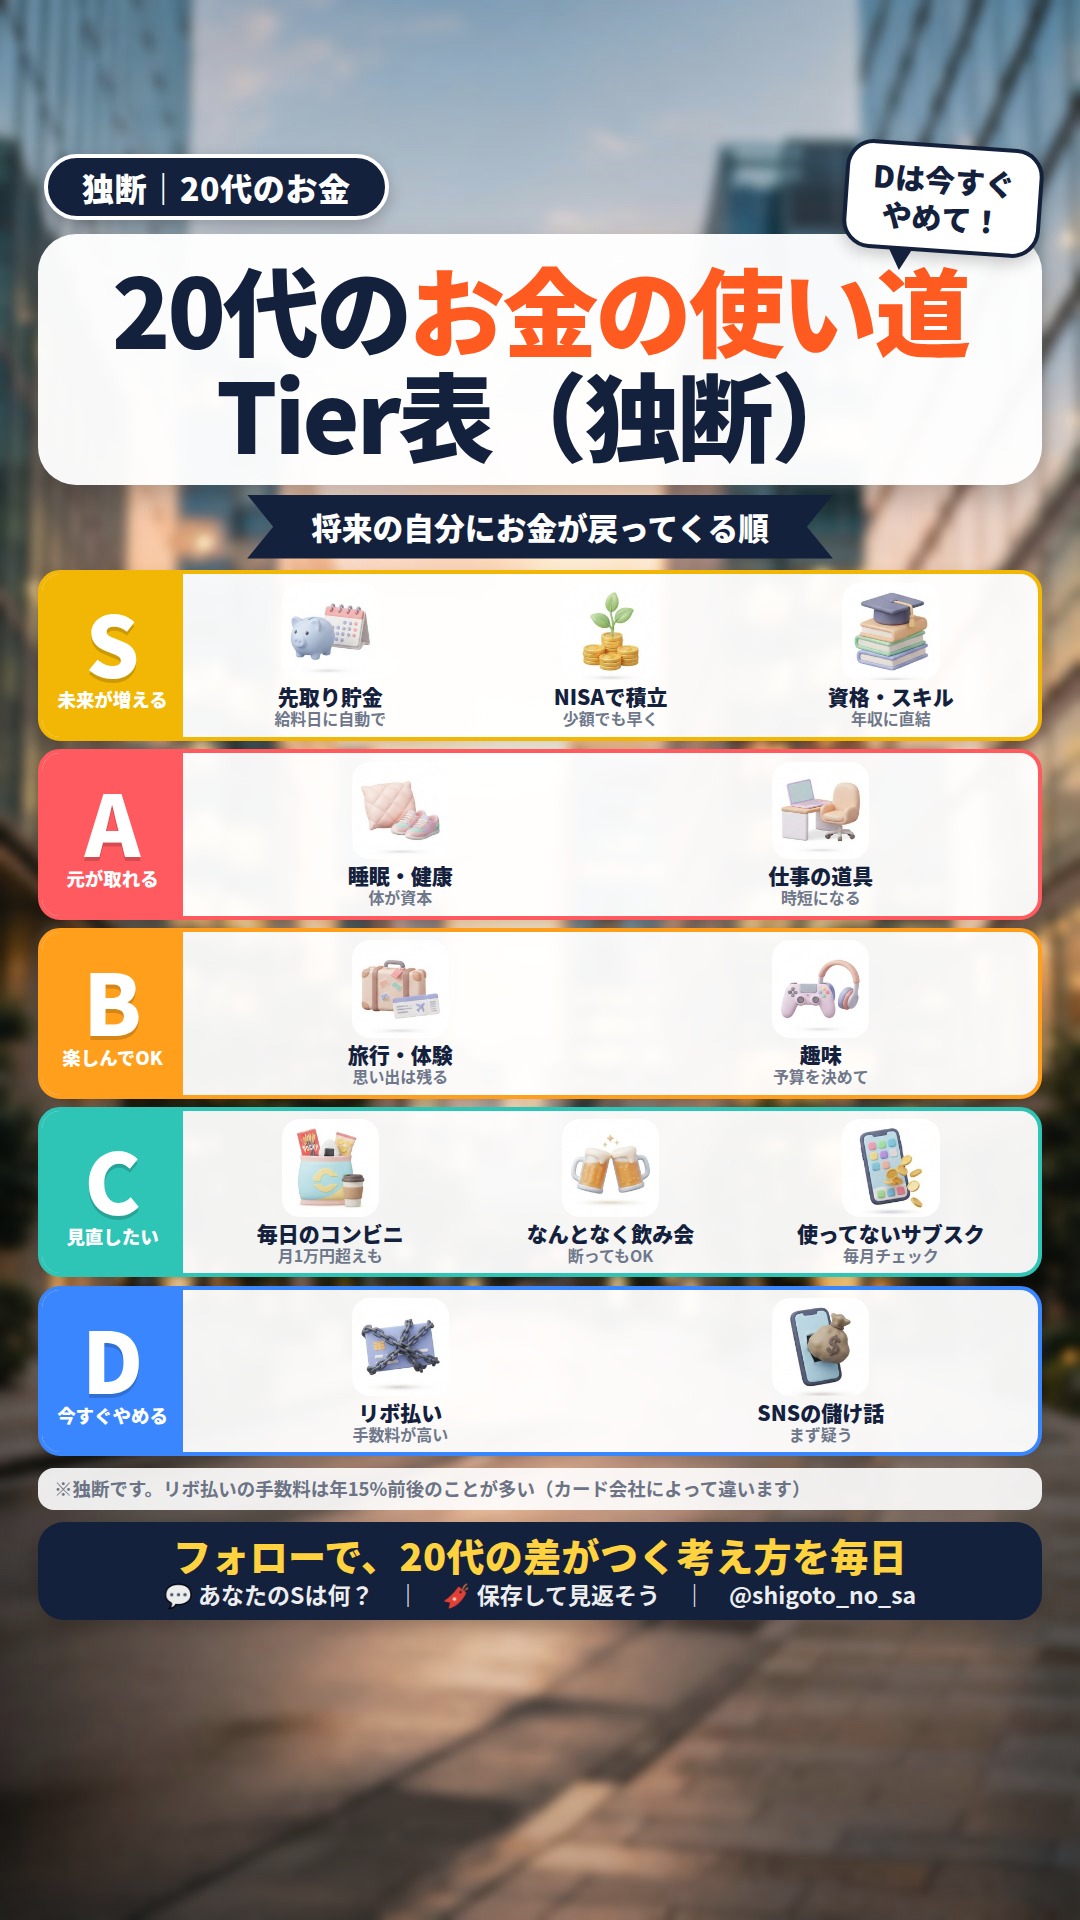 独断｜20代のお金
Dは今すぐ
やめて！
20代のお金の使い道
Tier表（独断）
将来の自分にお金が戻ってくる順
S
未来が増える
先取り貯金
給料日に自動で
NISAで積立
少額でも早く
資格・スキル
年収に直結
A
元が取れる
睡眠・健康
体が資本
仕事の道具
時短になる
B
楽しんでOK
旅行・体験
思い出は残る
趣味
予算を決めて
C
見直したい
毎日のコンビニ
月1万円超えも
なんとなく飲み会
断ってもOK
使ってないサブスク
毎月チェック
D
今すぐやめる
リボ払い
手数料が高い
SNSの儲け話
まず疑う
※独断です。リボ払いの手数料は年15%前後のことが多い（カード会社によって違います）
フォローで、20代の差がつく考え方を毎日
💬 あなたのSは何？ ｜ 🔖 保存して見返そう ｜ @shigoto_no_sa